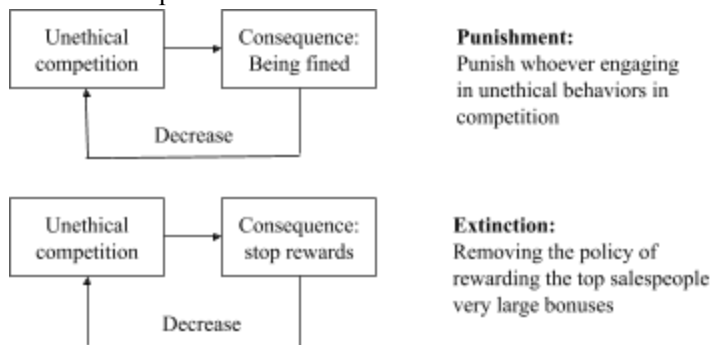 Unethical
competition
Consequence:
Being fined
Decrease
Punishment:
Punish whoever engaging
in unethical behaviors in
competition
Unethical
competition
Consequence:
stop rewards
Decrease
Extinction:
Removing the policy of
rewarding the top salespeople
very large bonuses